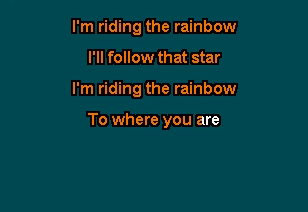 I'm riding the rainbow
I'll follow that star
I'm riding the rainbow
To where you are